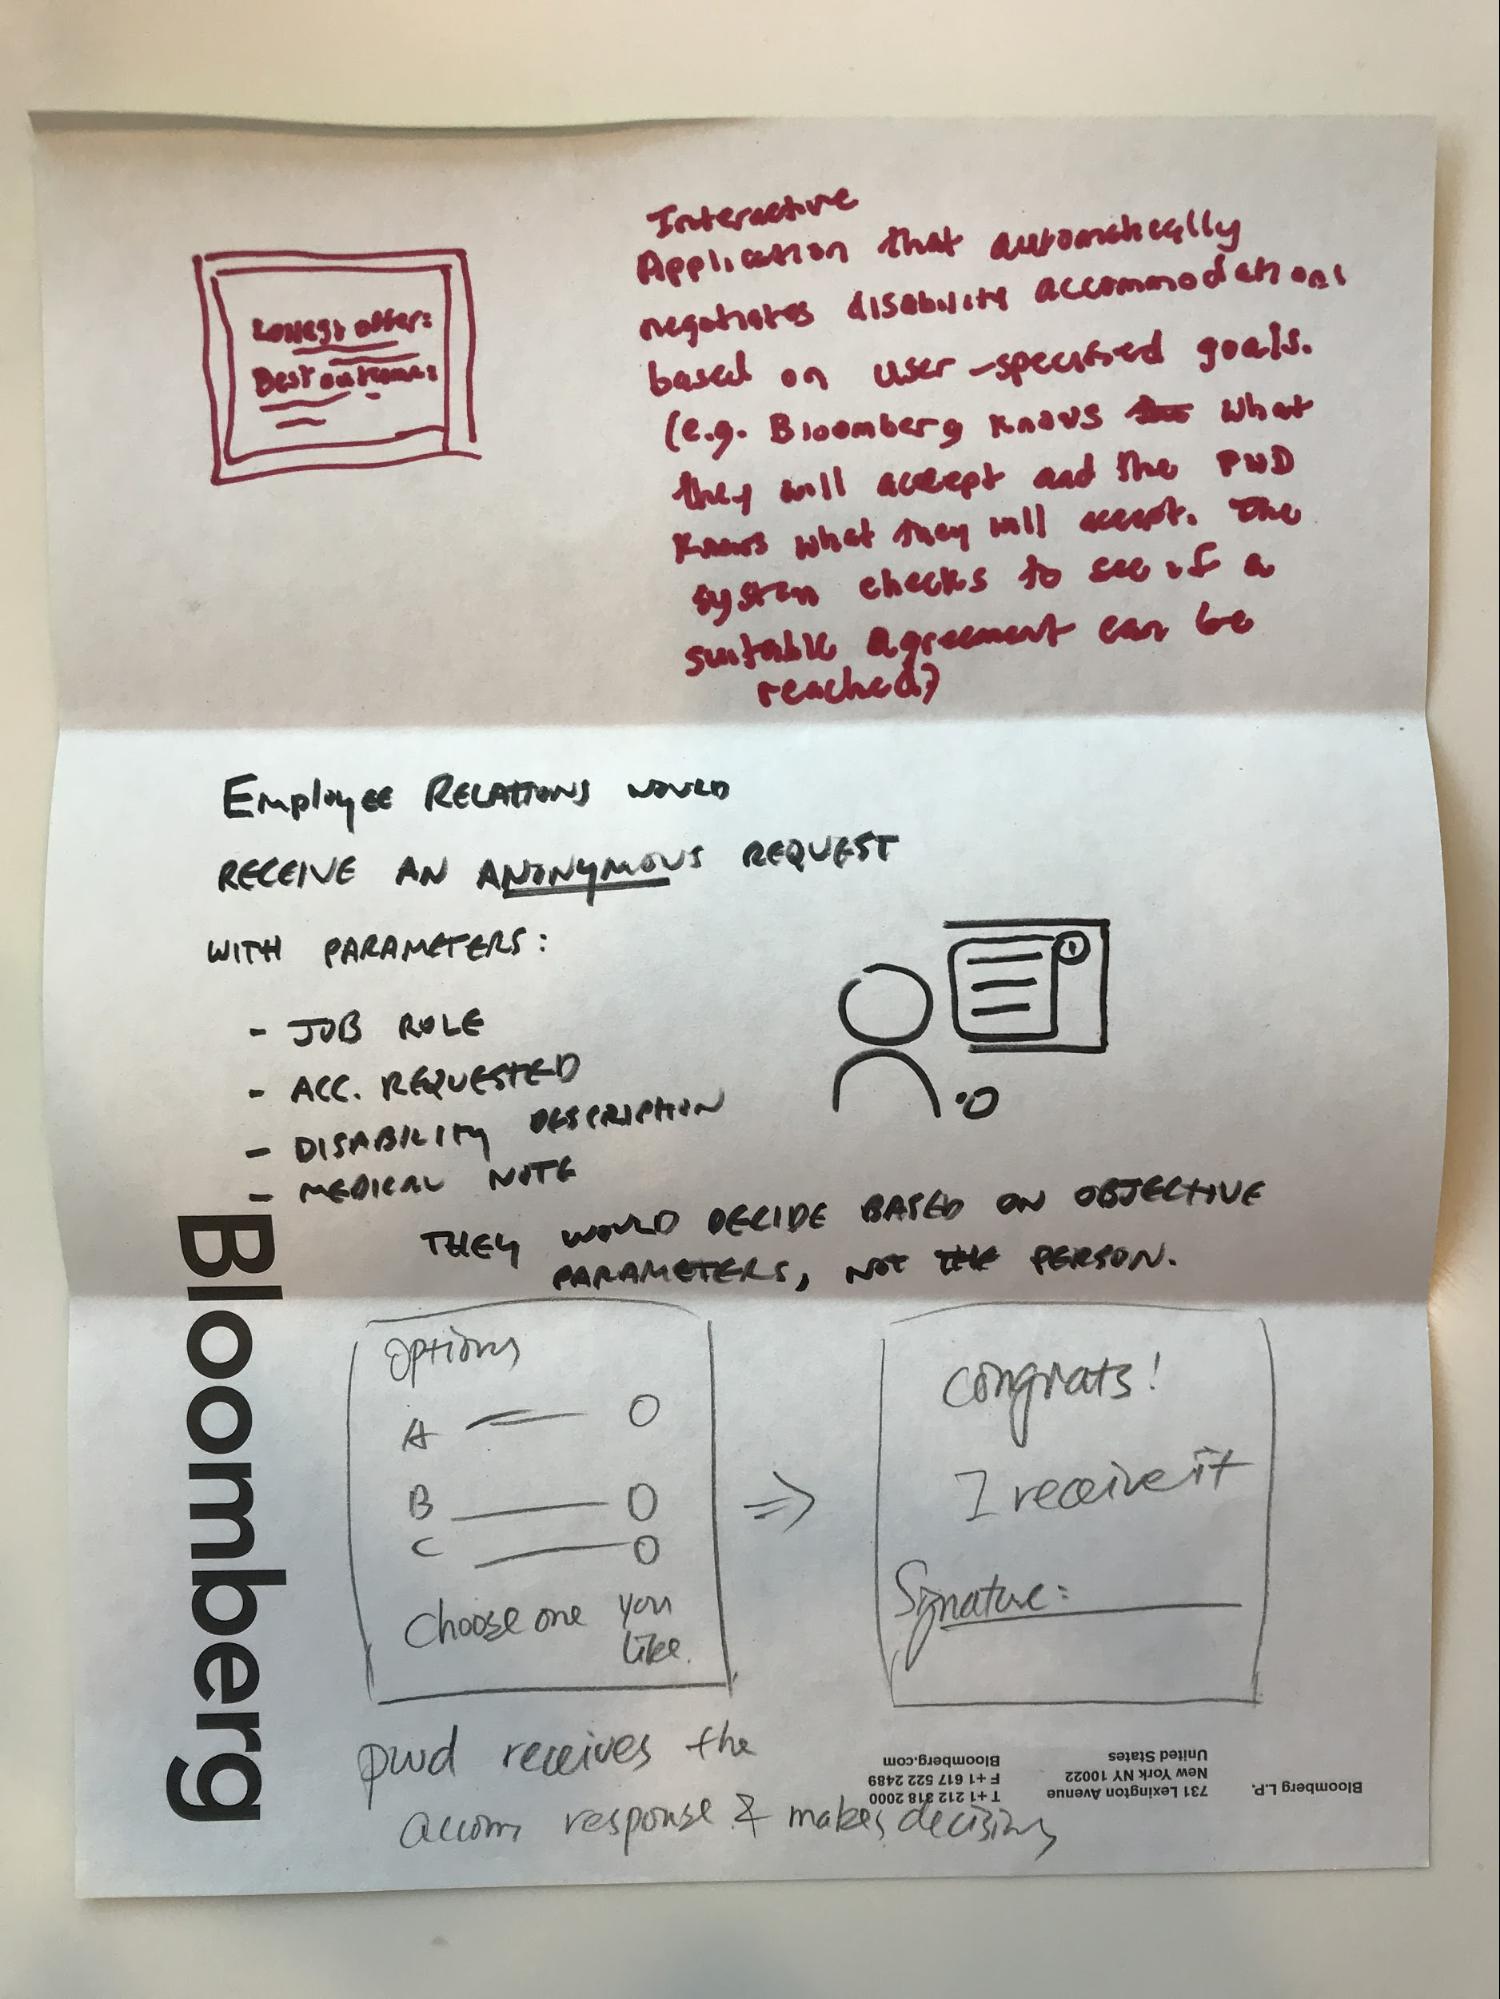 Lowest offer:
Best outcome:
Interactive
Application that automatically
negotiates disability accommodations
based on user-specified goals.
(e.g. Bloomberg knows what
they will accept and the PWD
knows what they will accept. The
system checks to see if a
suitable agreement can be
reached)
Employee RELATIONS WOULD
RECEIVE AN ANONYMOUS REQUEST
WITH PARAMETERS:
- JOB ROLE
- ACC. REQUESTED
- DISABILITY DESCRIPTION
- MEDICAL NOTE
THEY WOULD DECIDE BASED ON OBJECTIVE
PARAMETERS, NOT THE PERSON.
Bloomberg
Options
A
B
C
Choose one you
like.
⇒
Congrats!
I receive it
Signature:
pwd receives the
accom response & makes decisions
Bloomberg L.P.
731 Lexington Avenue
New York NY 10022
United States
T +1 212 318 2000
F +1 617 522 2489
Bloomberg.com